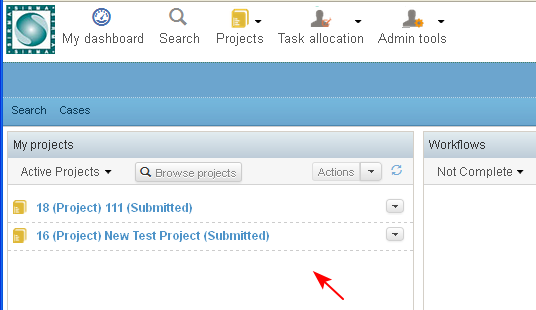 SIRMA
My dashboard
Search
Projects
Task allocation
Admin tools
Search
Cases
My projects
Workflows
Active Projects
Browse projects
Actions
Not Complete
18 (Project) 111 (Submitted)
16 (Project) New Test Project (Submitted)